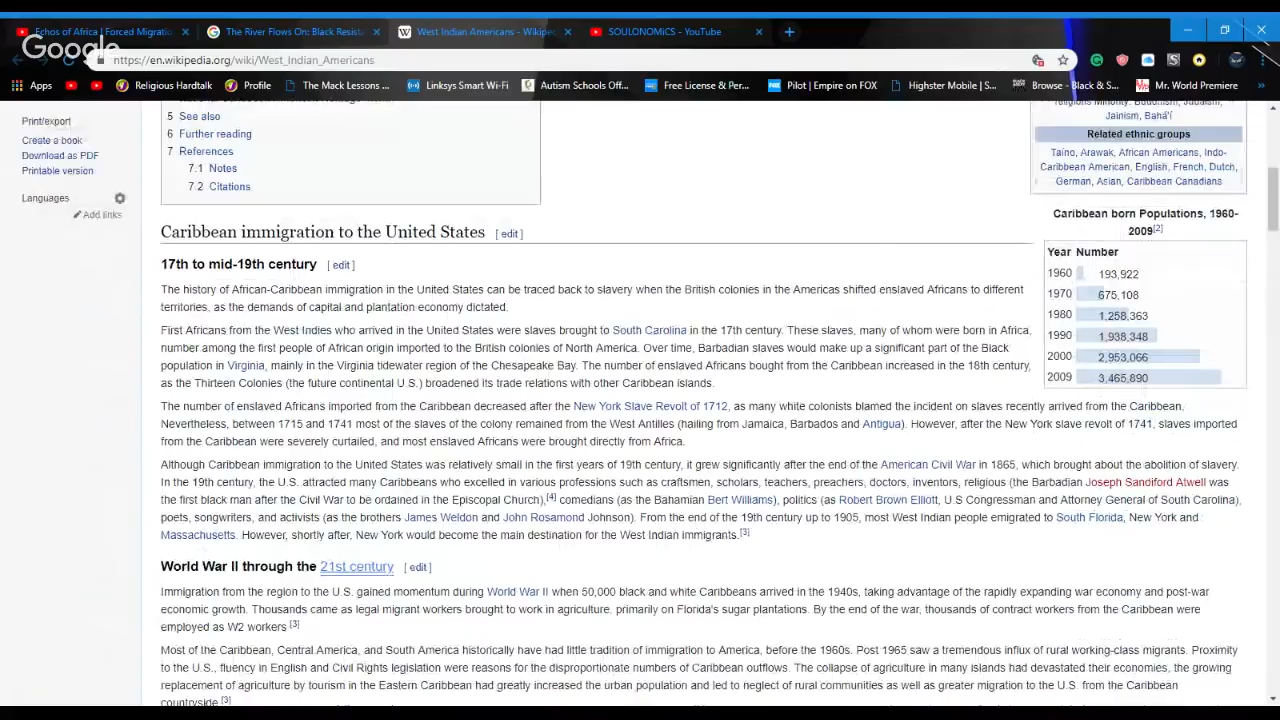 Echos of Africa | Forced Migratio
The River Flows On: Black Resista
West Indian Americans - Wikipe
SOULONOMiCS - YouTube
Google
https://en.wikipedia.org/wiki/West_Indian_Americans
Apps
Religious Hardtalk
Profile
The Mack Lessons ...
Linksys Smart Wi-Fi
Autism Schools Off...
Free License & Per...
Pilot | Empire on FOX
Highster Mobile | S...
Browse - Black & S...
Mr. World Premiere
Print/export
Create a book
Download as PDF
Printable version
Languages
Add links
5 See also
6 Further reading
7 References
7.1 Notes
7.2 Citations
Religious Minority: Buddhism, Judaism,
Jainism, Bahá'í
Related ethnic groups
Taíno, Arawak, African Americans, Indo-
Caribbean American, English, French, Dutch,
German, Asian, Caribbean Canadians
Caribbean born Populations, 1960-
2009[2]
Year Number
1960 193,922
1970 675,108
1980 1,258,363
1990 1,938,348
2000 2,953,066
2009 3,465,890
Caribbean immigration to the United States [ edit ]
17th to mid-19th century [ edit ]
The history of African-Caribbean immigration in the United States can be traced back to slavery when the British colonies in the Americas shifted enslaved Africans to different
territories, as the demands of capital and plantation economy dictated.
First Africans from the West Indies who arrived in the United States were slaves brought to South Carolina in the 17th century. These slaves, many of whom were born in Africa,
number among the first people of African origin imported to the British colonies of North America. Over time, Barbadian slaves would make up a significant part of the Black
population in Virginia, mainly in the Virginia tidewater region of the Chesapeake Bay. The number of enslaved Africans bought from the Caribbean increased in the 18th century,
as the Thirteen Colonies (the future continental U.S.) broadened its trade relations with other Caribbean islands.
The number of enslaved Africans imported from the Caribbean decreased after the New York Slave Revolt of 1712, as many white colonists blamed the incident on slaves recently arrived from the Caribbean.
Nevertheless, between 1715 and 1741 most of the slaves of the colony remained from the West Antilles (hailing from Jamaica, Barbados and Antigua). However, after the New York slave revolt of 1741, slaves imported
from the Caribbean were severely curtailed, and most enslaved Africans were brought directly from Africa.
Although Caribbean immigration to the United States was relatively small in the first years of 19th century, it grew significantly after the end of the American Civil War in 1865, which brought about the abolition of slavery.
In the 19th century, the U.S. attracted many Caribbeans who excelled in various professions such as craftsmen, scholars, teachers, preachers, doctors, inventors, religious (the Barbadian Joseph Sandiford Atwell was
the first black man after the Civil War to be ordained in the Episcopal Church),[4] comedians (as the Bahamian Bert Williams), politics (as Robert Brown Elliott, U.S Congressman and Attorney General of South Carolina),
poets, songwriters, and activists (as the brothers James Weldon and John Rosamond Johnson). From the end of the 19th century up to 1905, most West Indian people emigrated to South Florida, New York and
Massachusetts. However, shortly after, New York would become the main destination for the West Indian immigrants.[3]
World War II through the 21st century [ edit ]
Immigration from the region to the U.S. gained momentum during World War II when 50,000 black and white Caribbeans arrived in the 1940s, taking advantage of the rapidly expanding war economy and post-war
economic growth. Thousands came as legal migrant workers brought to work in agriculture, primarily on Florida's sugar plantations. By the end of the war, thousands of contract workers from the Caribbean were
employed as W2 workers [3]
Most of the Caribbean, Central America, and South America historically have had little tradition of immigration to America, before the 1960s. Post 1965 saw a tremendous influx of rural working-class migrants. Proximity
to the U.S., fluency in English and Civil Rights legislation were reasons for the disproportionate numbers of Caribbean outflows. The collapse of agriculture in many islands had devastated their economies, the growing
replacement of agriculture by tourism in the Eastern Caribbean had greatly increased the urban population and led to neglect of rural communities as well as greater migration to the U.S. from the Caribbean
countryside.[3]